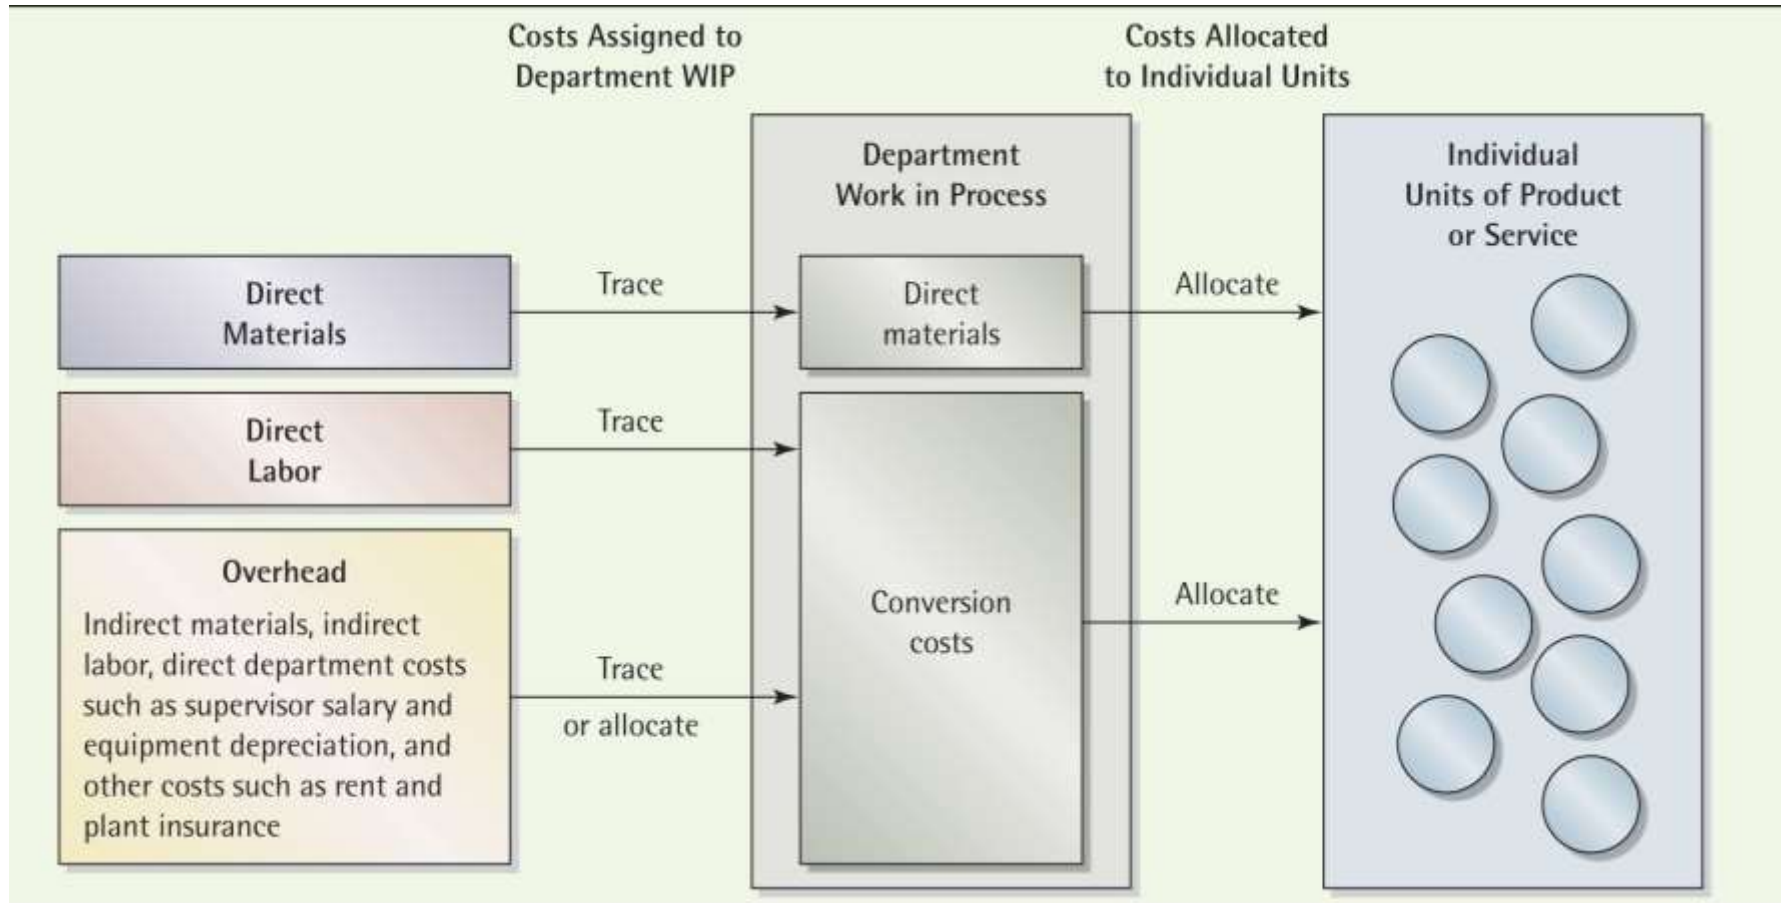 Costs Assigned to
Department WIP
Costs Allocated
to Individual Units
Department
Work in Process
Individual
Units of Product
or Service
Direct
Materials
Trace
Direct
materials
Allocate
Direct
Labor
Trace
Overhead
Indirect materials, indirect
labor, direct department costs
such as supervisor salary and
equipment depreciation, and
other costs such as rent and
plant insurance
Trace
or allocate
Conversion
costs
Allocate